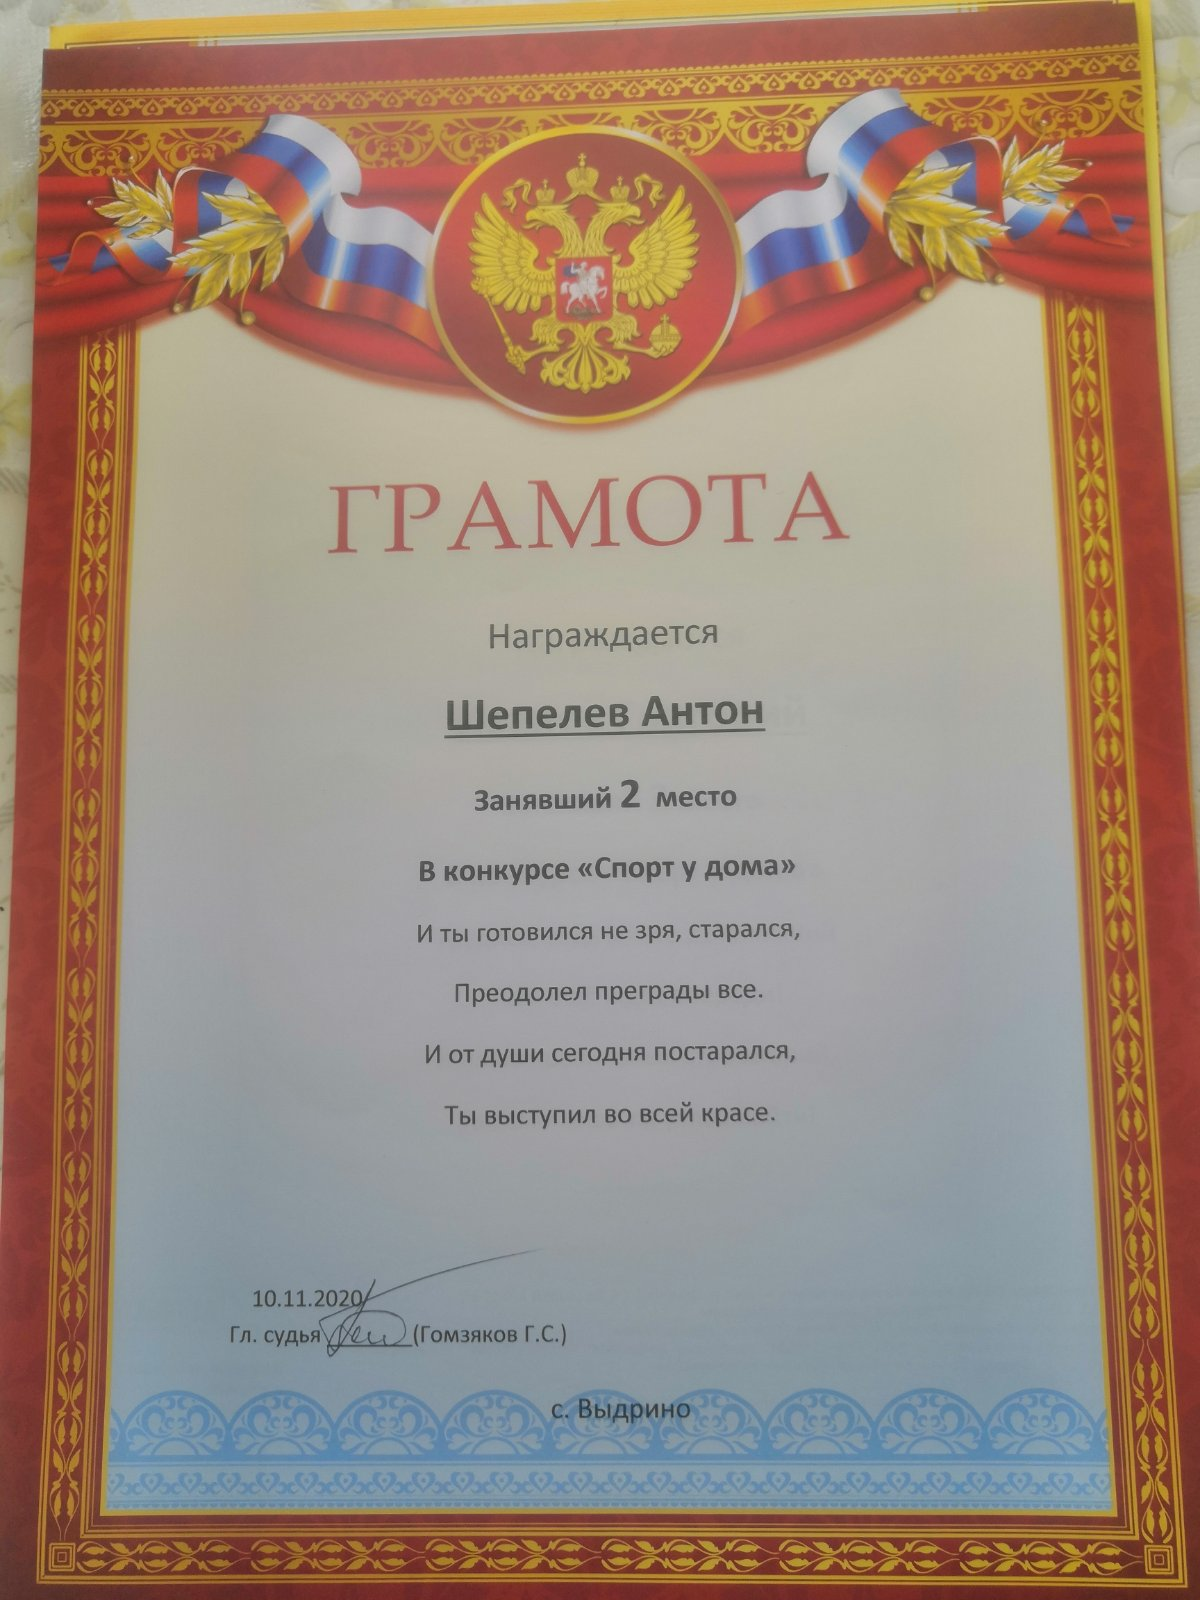 ГРАМОТА
Награждается
Шепелев Антон
Занявший 2 место
В конкурсе «Спорт у дома»
И ты готовился не зря, старался,
Преодолел преграды все.
И от души сегодня постарался,
Ты выступил во всей красе.
10.11.2020
Гл. судья (Гомзяков Г.С.)
с. Выдрино